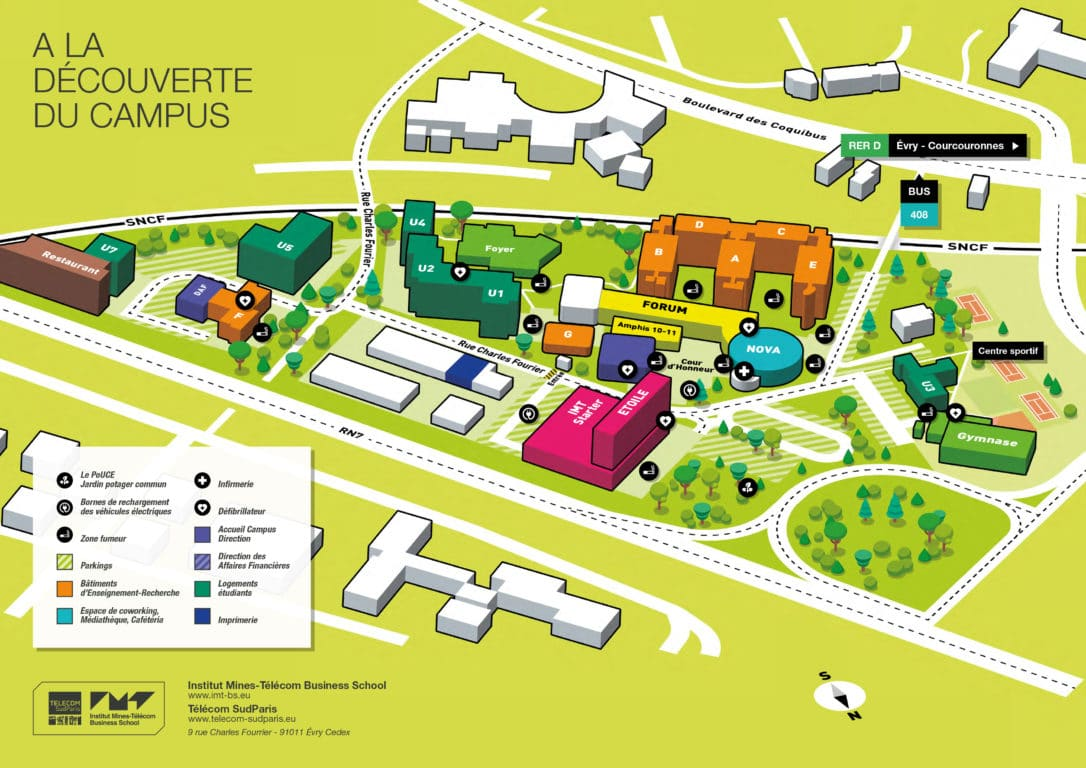 A LA
DÉCOUVERTE
DU CAMPUS
Boulevard des Coquibus
RER D
Évry - Courcouronnes
BUS
408
SNCF
SNCF
Rue Charles Fourier
Restaurant
U7
U5
U4
U2
U1
Foyer
DAF
F
D
C
B
A
E
FORUM
Amphis 10-11
G
NOVA
Cour
d'Honneur
Rue Charles Fourier
Entrée
IMT
Starter
ETOILE
Centre sportif
U3
Gymnase
RN7
Le PoUCE
Jardin potager commun
Bornes de rechargement
des véhicules électriques
Zone fumeur
Parkings
Bâtiments
d'Enseignement-Recherche
Espace de coworking,
Médiathèque, Cafétéria
Infirmerie
Défibrillateur
Accueil Campus
Direction
Direction des
Affaires Financières
Logements
étudiants
Imprimerie
TELECOM
SudParis
IMT
Institut Mines-Télécom
Business School
Institut Mines-Télécom Business School
www.imt-bs.eu
Télécom SudParis
www.telecom-sudparis.eu
9 rue Charles Fourrier - 91011 Évry Cedex
S
N